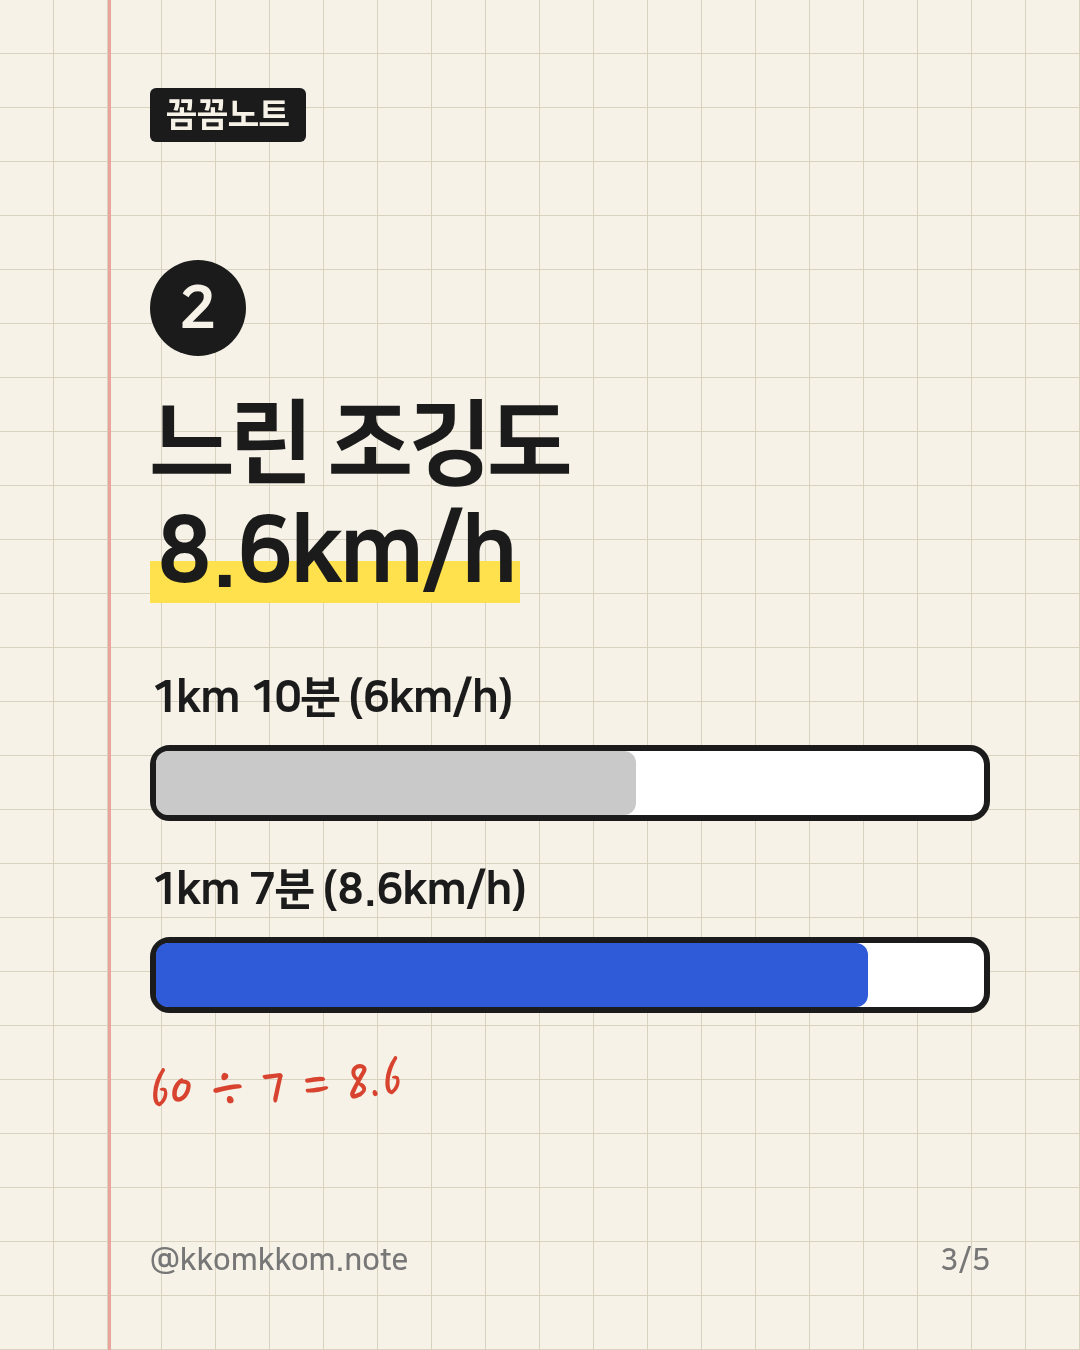 꼼꼼노트
2
느린 조깅도
8.6km/h
1km 10분 (6km/h)
1km 7분 (8.6km/h)
60 ÷ 7 = 8.6
@kkomkkom.note
3/5